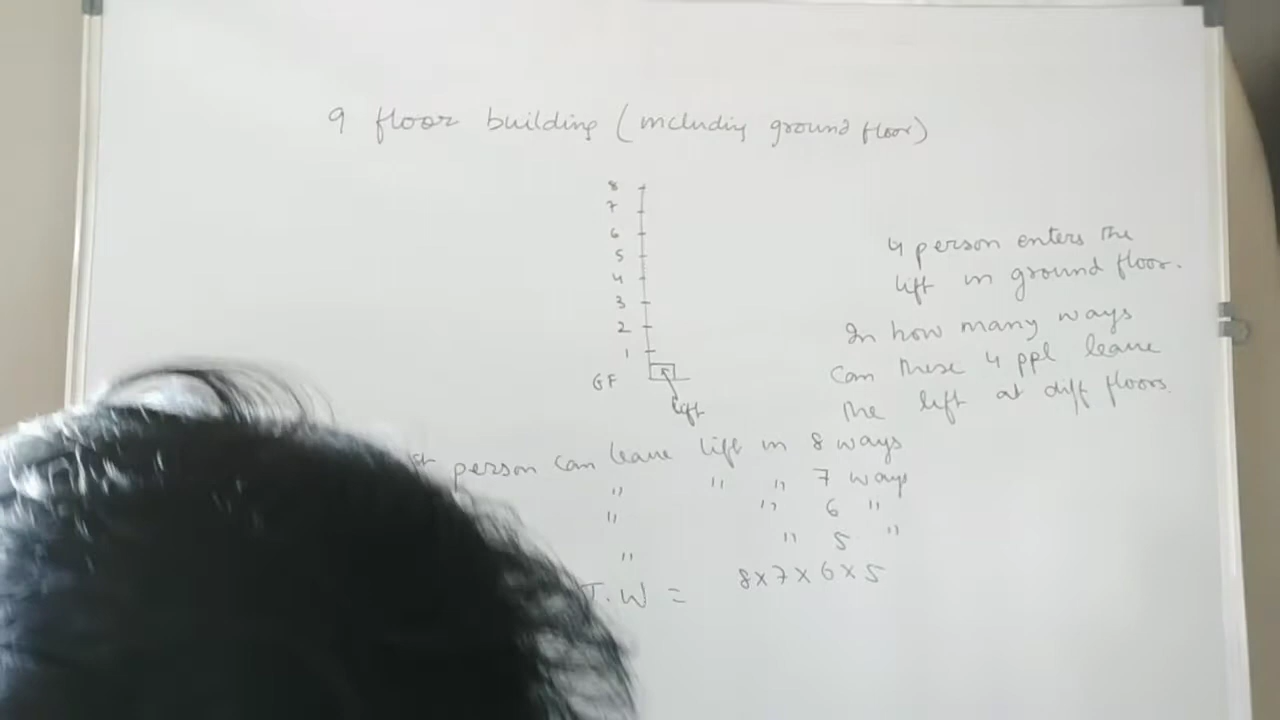 9 floor building (including ground floor)
8
7
6
5
4
3
2
1
GF
lift
4 person enters the
lift in ground floor.
In how many ways
can these 4 ppl leave
the lift at diff floors.
st person can leave lift in 8 ways
" " " 7 ways
" " 6 "
" " 5 "
T.W = 8x7x6x5